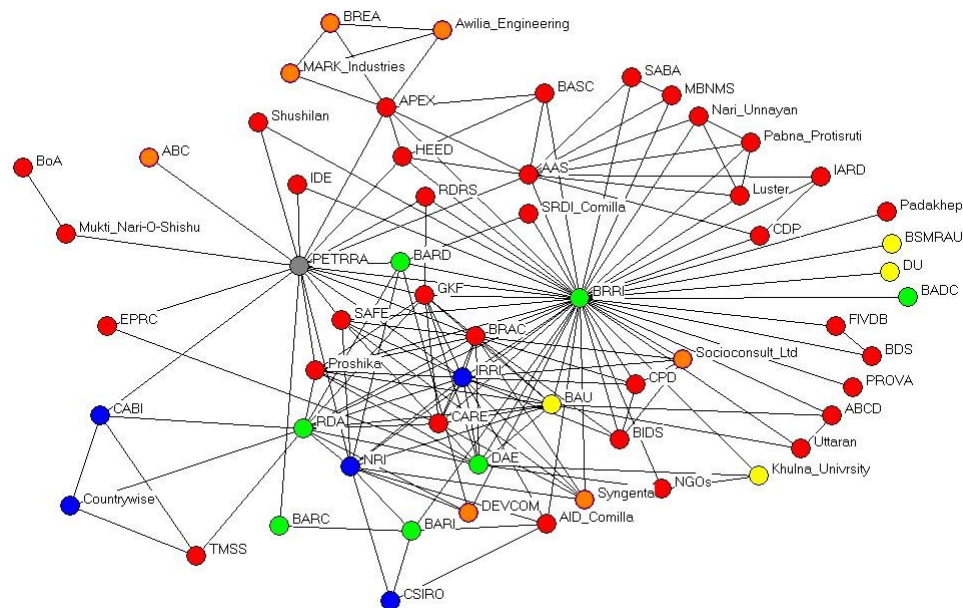 BREA
Awilia_Engineering
MARK_Industries
APEX
BASC
SABA
MBNMS
Nari_Unnayan
Shushilan
Pabna_Protisruti
ABC
HEED
BoA
AAS
IARD
IDE
RDRS
Luster
SRDI_Comilla
Padakhep
Mukti_Nari-O-Shishu
CDP
BSMRAU
PETRRA
BARD
DU
GKF
BRRI
BADC
EPRC
SAFE
FIVDB
BRAC
Socioconsult_Ltd
BDS
Proshika
IRRI
CPD
PROVA
BAU
CABI
RDA
CARE
BIDS
ABCD
Uttaran
NRI
DAE
Khulna_Univrsity
NGOs
Countrywise
DEVCOM
Syngenta
BARC
BARI
AID_Comilla
TMSS
CSIRO